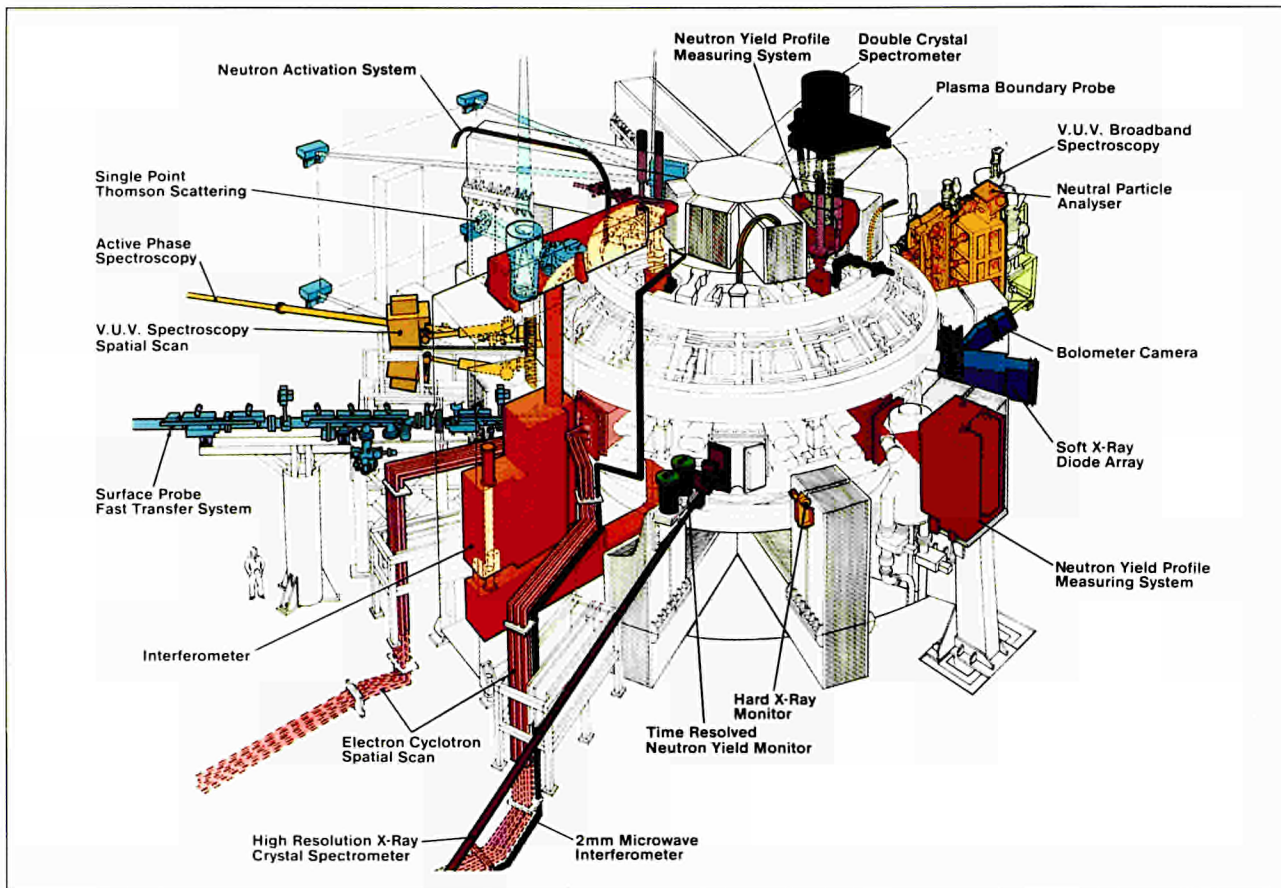 Neutron Activation System
Neutron Yield Profile
Measuring System
Double Crystal
Spectrometer
Plasma Boundary Probe
V.U.V. Broadband
Spectroscopy
Neutral Particle
Analyser
Single Point
Thomson Scattering
Active Phase
Spectroscopy
V.U.V. Spectroscopy
Spatial Scan
Bolometer Camera
Soft X-Ray
Diode Array
Surface Probe
Fast Transfer System
Neutron Yield Profile
Measuring System
Interferometer
Hard X-Ray
Monitor
Time Resolved
Neutron Yield Monitor
Electron Cyclotron
Spatial Scan
High Resolution X-Ray
Crystal Spectrometer
2mm Microwave
Interferometer